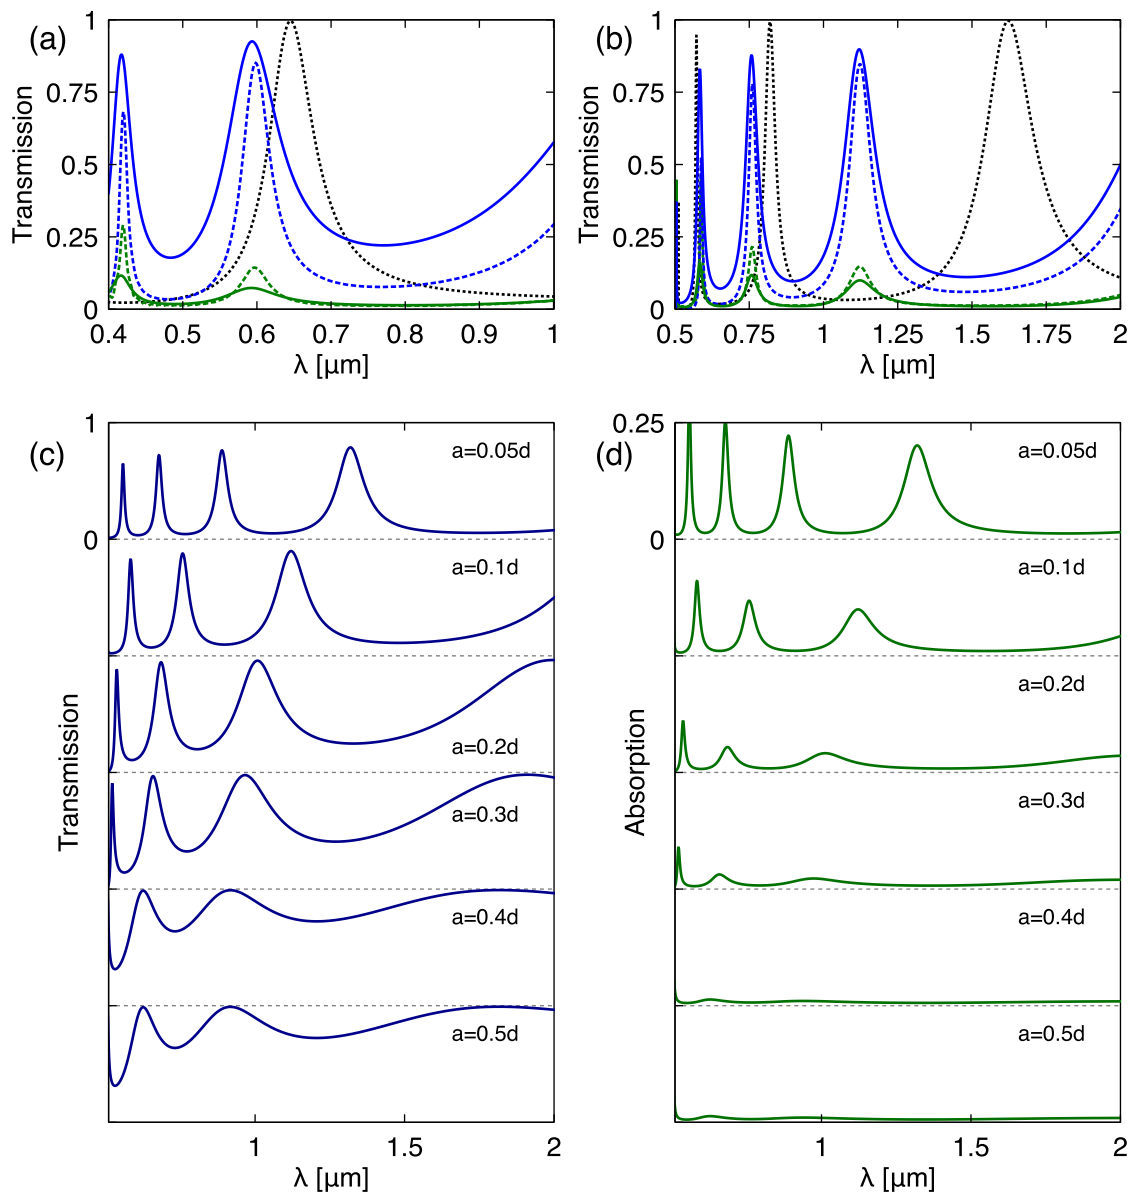 (a)
1
0.75
0.5
0.25
0
Transmission
0.4 0.5 0.6 0.7 0.8 0.9 1
λ [μm]
(b)
1
0.75
0.5
0.25
0
Transmission
0.5 0.75 1 1.25 1.5 1.75 2
λ [μm]
(c)
1
0
Transmission
a=0.05d
a=0.1d
a=0.2d
a=0.3d
a=0.4d
a=0.5d
1 1.5 2
λ [μm]
(d)
0.25
0
Absorption
a=0.05d
a=0.1d
a=0.2d
a=0.3d
a=0.4d
a=0.5d
1 1.5 2
λ [μm]